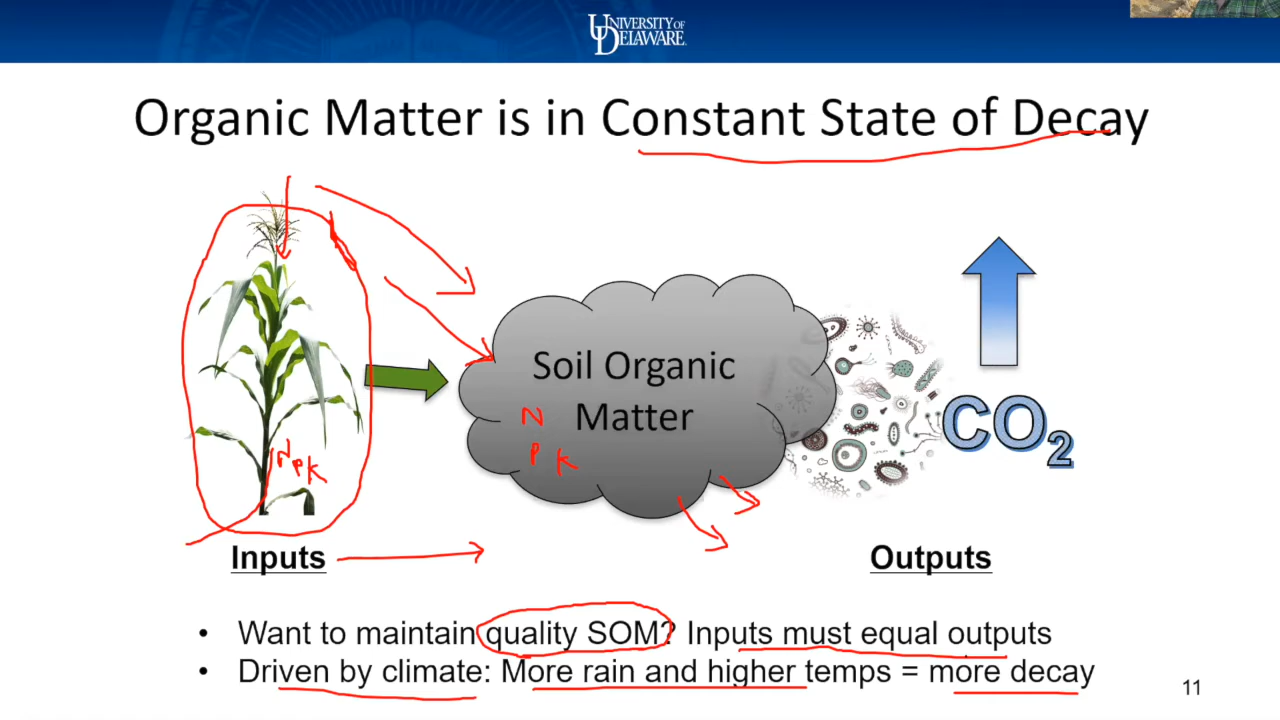 UNIVERSITY OF
DELAWARE
Organic Matter is in Constant State of Decay
Soil Organic
Matter
N
P K
N P K
CO2
Inputs
Outputs
• Want to maintain quality SOM? Inputs must equal outputs
• Driven by climate: More rain and higher temps = more decay
11